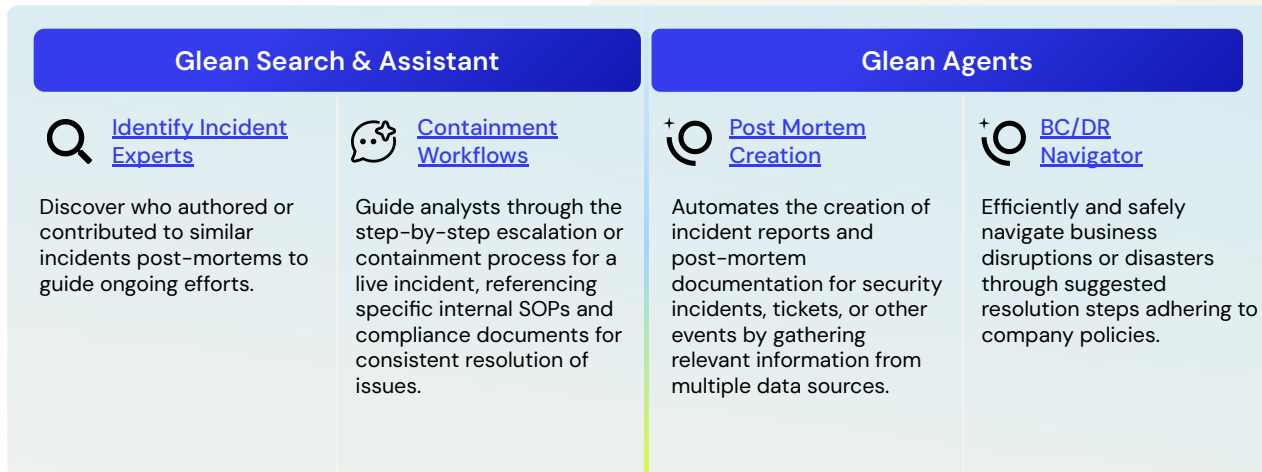 Glean Search & Assistant
Glean Agents
Identify Incident
Experts
Discover who authored or
contributed to similar
incidents post-mortems to
guide ongoing efforts.
Containment
Workflows
Guide analysts through the
step-by-step escalation or
containment process for a
live incident, referencing
specific internal SOPs and
compliance documents for
consistent resolution of
issues.
Post Mortem
Creation
Automates the creation of
incident reports and
post-mortem
documentation for security
incidents, tickets, or other
events by gathering
relevant information from
multiple data sources.
BC/DR
Navigator
Efficiently and safely
navigate business
disruptions or disasters
through suggested
resolution steps adhering to
company policies.